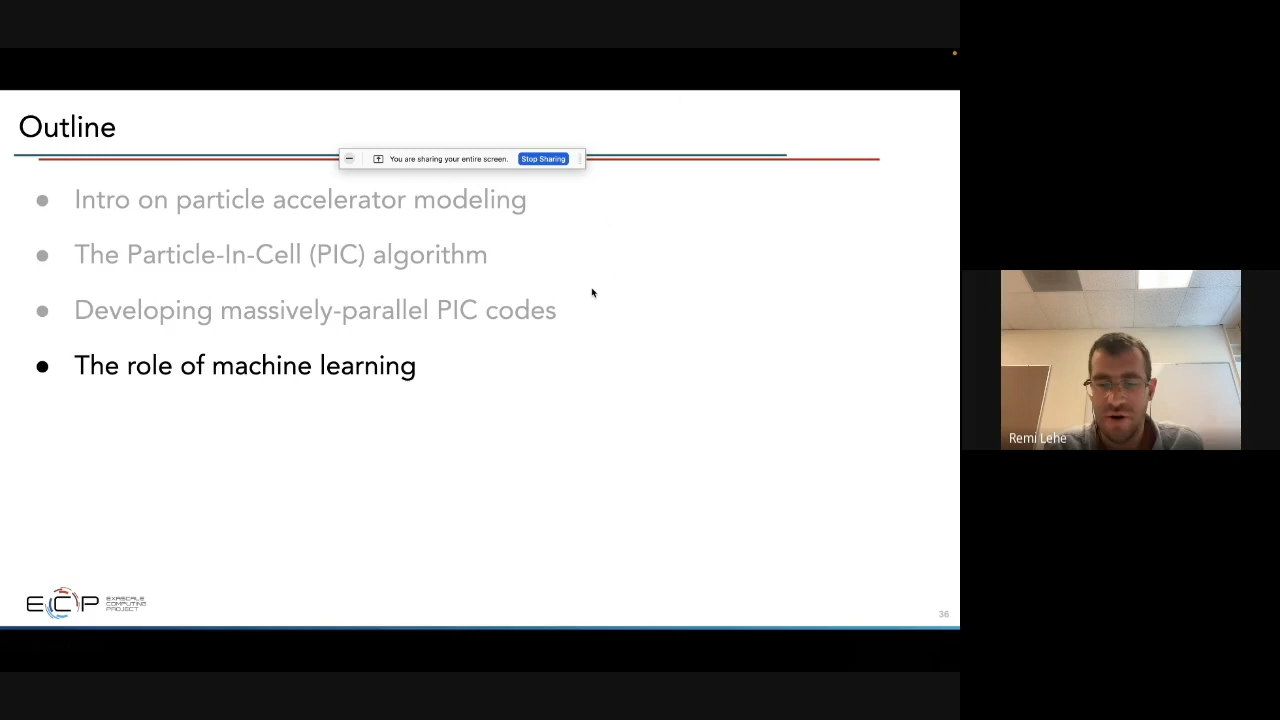 Outline
You are sharing your entire screen. Stop Sharing
Intro on particle accelerator modeling
The Particle-In-Cell (PIC) algorithm
Developing massively-parallel PIC codes
The role of machine learning
Remi Lehe
ECP EXASCALE
COMPUTING
PROJECT
36